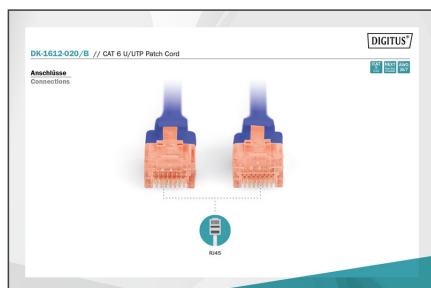 DIGITUS®
DK-1612-020/B // CAT 6 U/UTP Patch Cord
Anschlüsse
Connections
RJ45